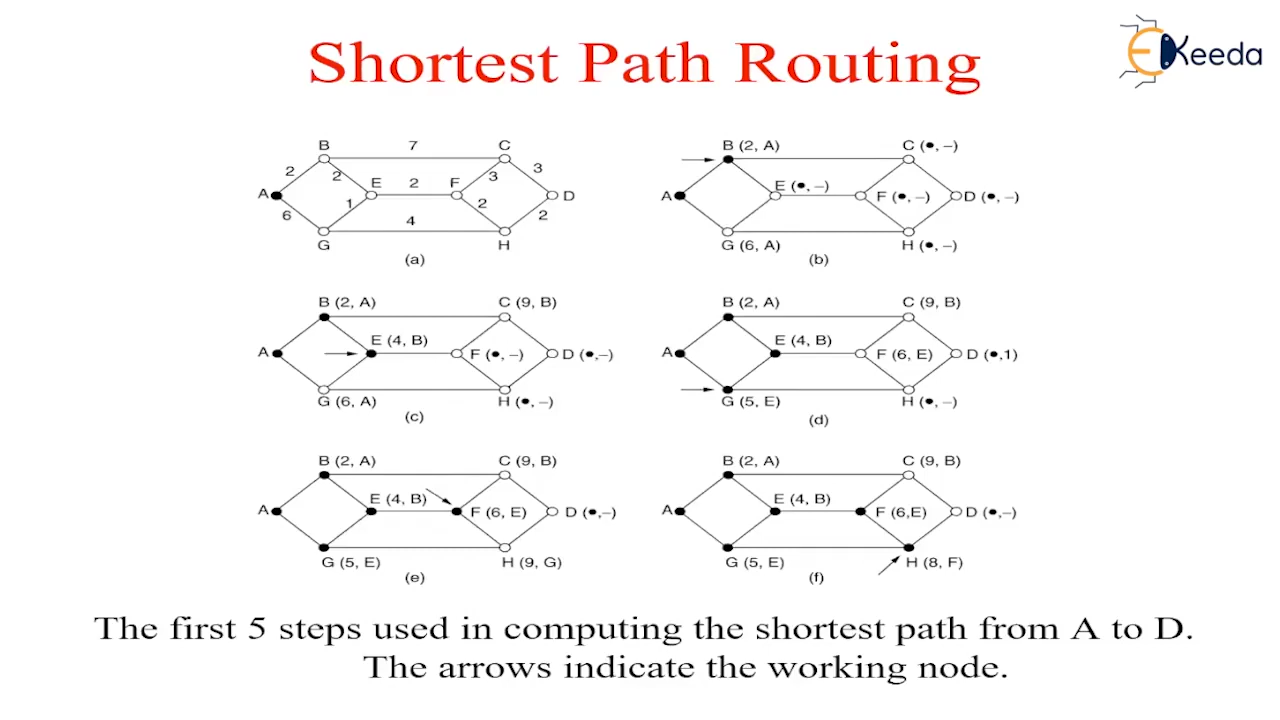 Shortest Path Routing
EKeeda
B 7 C
2 2 3 3
A E 2 F D
6 1 2 2
4
G H
(a)
B (2, A) C (●, –)
E (●, –)
A F (●, –) D (●, –)
G (6, A) H (●, –)
(b)
B (2, A) C (9, B)
E (4, B)
A F (●, –) D (●,–)
G (6, A) H (●, –)
(c)
B (2, A) C (9, B)
E (4, B)
A F (6, E) D (●,1)
G (5, E) H (●, –)
(d)
B (2, A) C (9, B)
E (4, B)
A F (6, E) D (●,–)
G (5, E) H (9, G)
(e)
B (2, A) C (9, B)
E (4, B)
A F (6,E) D (●,–)
G (5, E) H (8, F)
(f)
The first 5 steps used in computing the shortest path from A to D.
The arrows indicate the working node.